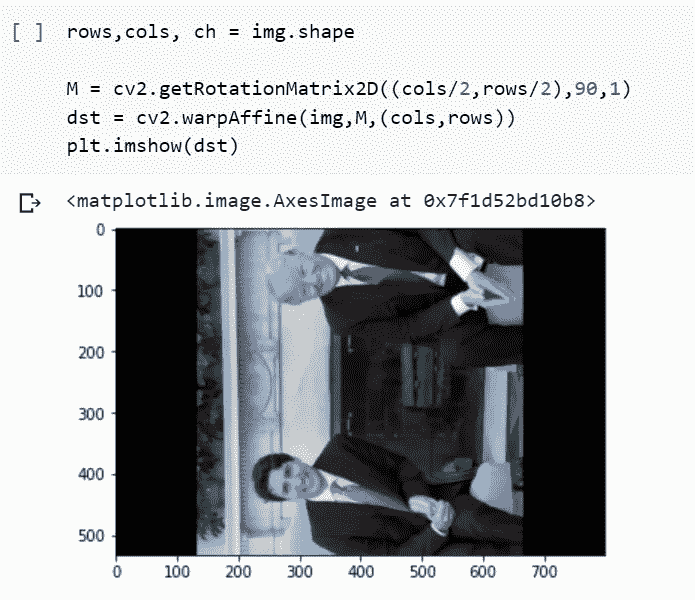 [ ] rows,cols, ch = img.shape
M = cv2.getRotationMatrix2D((cols/2,rows/2),90,1)
dst = cv2.warpAffine(img,M,(cols,rows))
plt.imshow(dst)
<matplotlib.image.AxesImage at 0x7f1d52bd10b8>
0
100
200
300
400
500
0 100 200 300 400 500 600 700